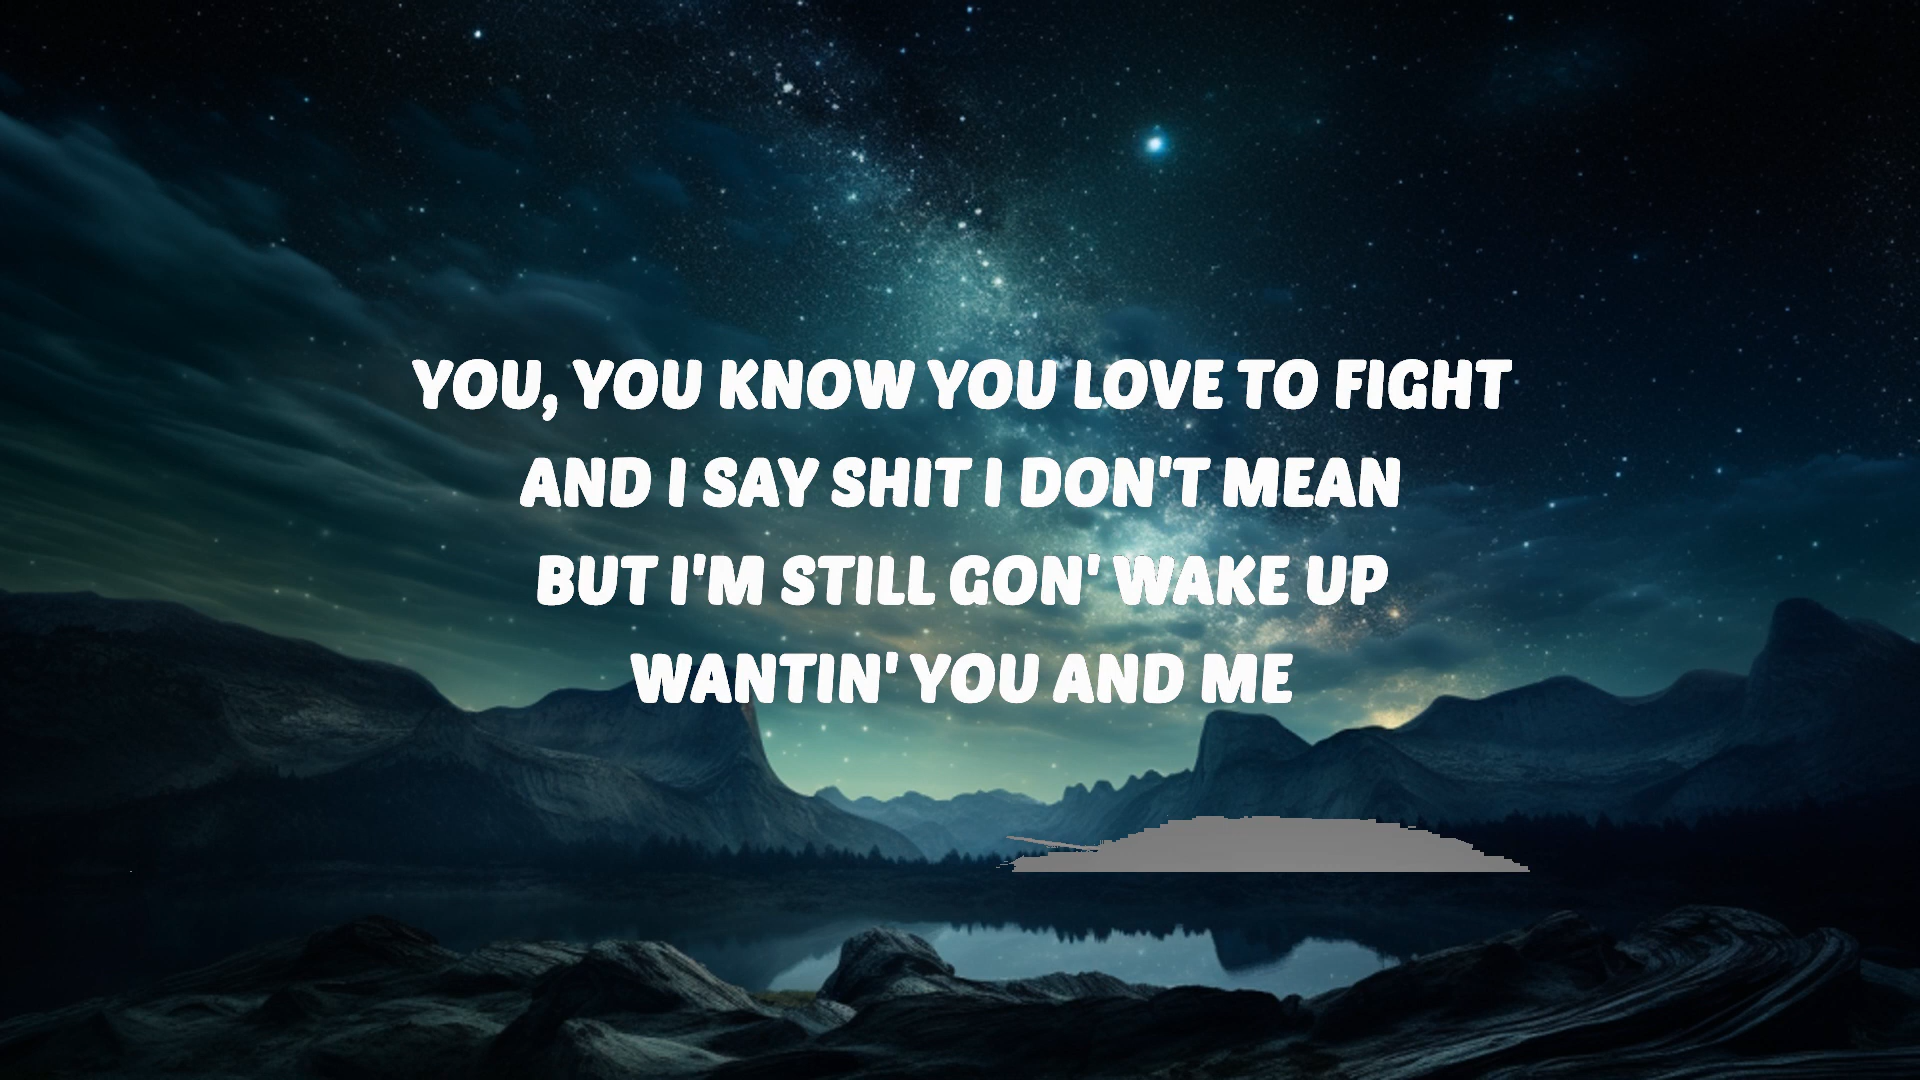 YOU, YOU KNOW YOU LOVE TO FIGHT
AND I SAY SHIT I DON'T MEAN
BUT I'M STILL GON' WAKE UP
WANTIN' YOU AND ME